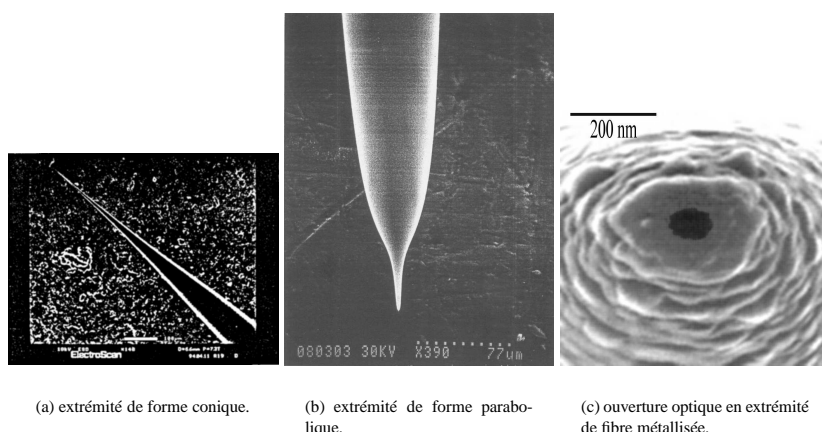 200 nm
ElectroScan
080303 30KV X390 77um
(a) extrémité de forme conique.
(b) extrémité de forme parabo-
lique.
(c) ouverture optique en extrémité
de fibre métallisée.